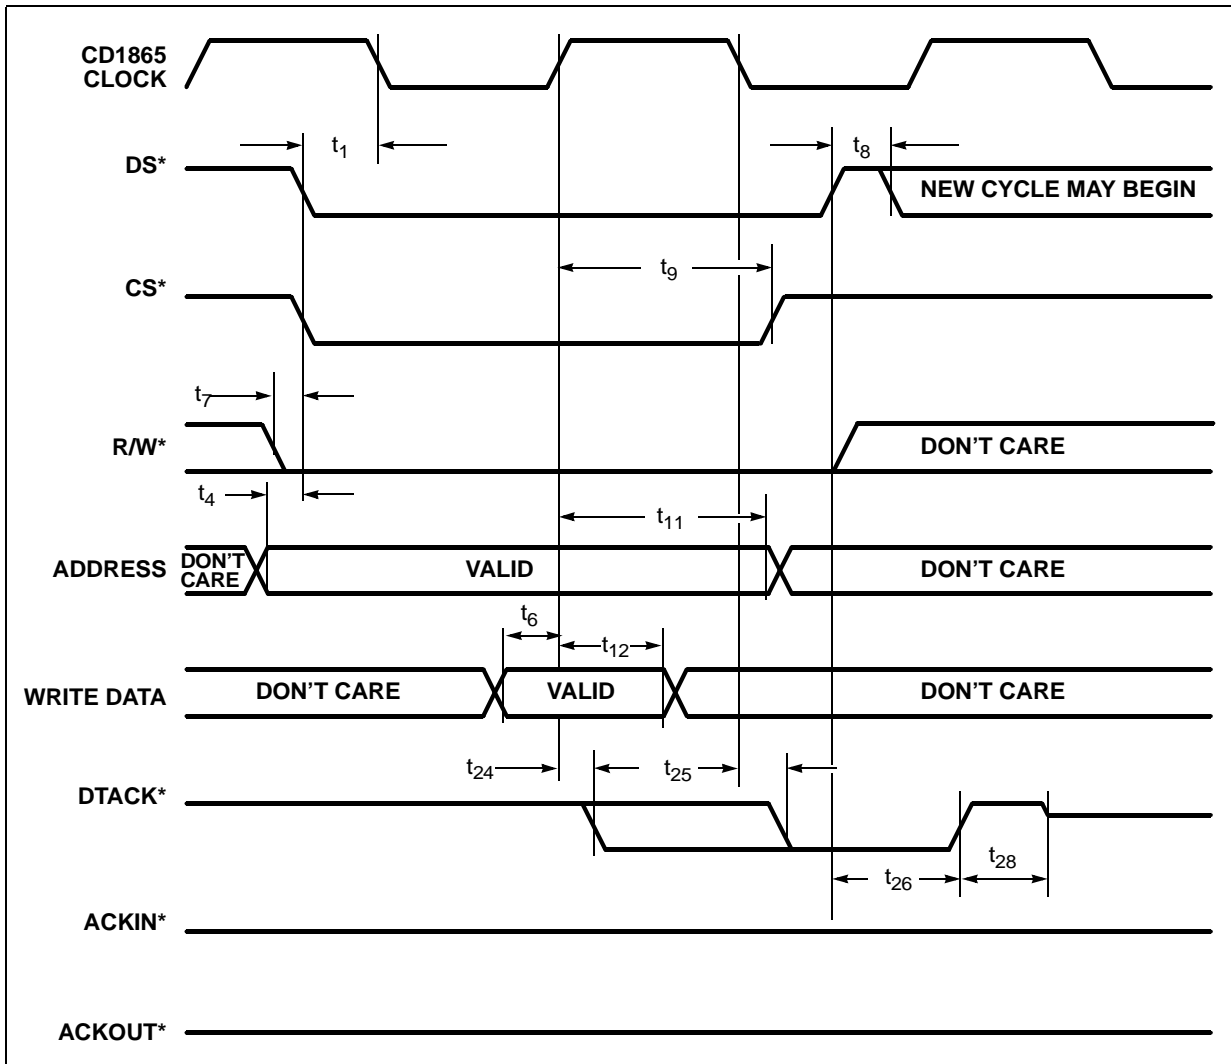 CD1865
CLOCK
t1
DS*
t8
NEW CYCLE MAY BEGIN
t9
CS*
t7
R/W*
DON'T CARE
t4
t11
ADDRESS
DON'T
CARE
VALID
DON'T CARE
t6
t12
WRITE DATA
DON'T CARE
VALID
DON'T CARE
t24
t25
DTACK*
t26
t28
ACKIN*
ACKOUT*